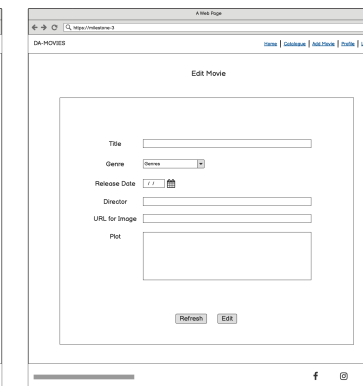 A Web Page
https://milestone-3
DA-MOVIES
Home | Catalogue | Add Movie | Profile |
Edit Movie
Title
Genre
Genres
Release Date
/ /
Director
URL for Image
Plot
Refresh
Edit